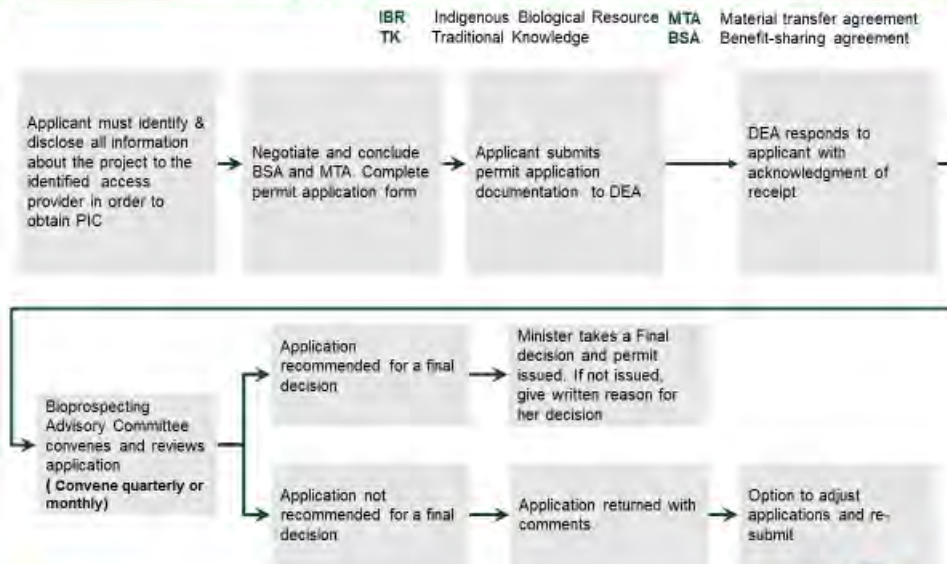 IBR Indigenous Biological Resource MTA Material transfer agreement
TK Traditional Knowledge BSA Benefit-sharing agreement
Applicant must identify &
disclose all information
about the project to the
identified access
provider in order to
obtain PIC
Negotiate and conclude
BSA and MTA. Complete
permit application form
Applicant submits
permit application
documentation to DEA
DEA responds to
applicant with
acknowledgment of
receipt
Bioprospecting
Advisory Committee
convenes and reviews
application
( Convene quarterly or
monthly)
Application
recommended for a final
decision
Minister takes a Final
decision and permit
issued. If not issued,
give written reason for
her decision
Application not
recommended for a final
decision
Application returned with
comments
Option to adjust
applications and re-
submit